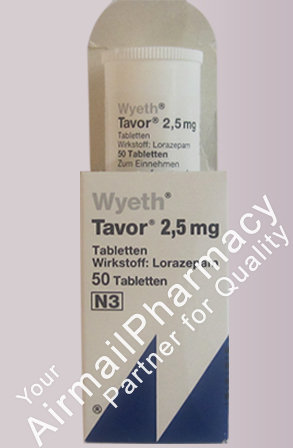 Wyeth®
Tavor® 2,5 mg
Tabletten
Wirkstoff: Lorazepam
50 Tabletten
Zum Einnehmen
Wyeth®
Tavor® 2,5 mg
Tabletten
Wirkstoff: Lorazepam
50 Tabletten
N3
®
Your
AirmailPharmacy
Partner for Quality